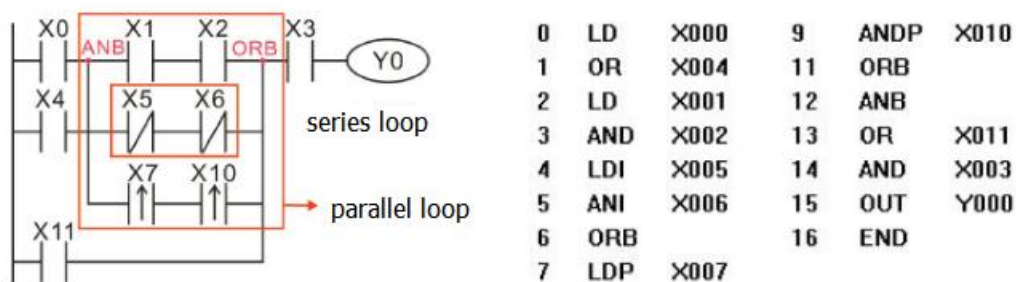 X0 X1 X2 X3
ANB ORB
Y0
X4 X5 X6
series loop
X7 X10
parallel loop
X11
0 LD X000
1 OR X004
2 LD X001
3 AND X002
4 LDI X005
5 ANI X006
6 ORB
7 LDP X007
9 ANDP X010
11 ORB
12 ANB
13 OR X011
14 AND X003
15 OUT Y000
16 END